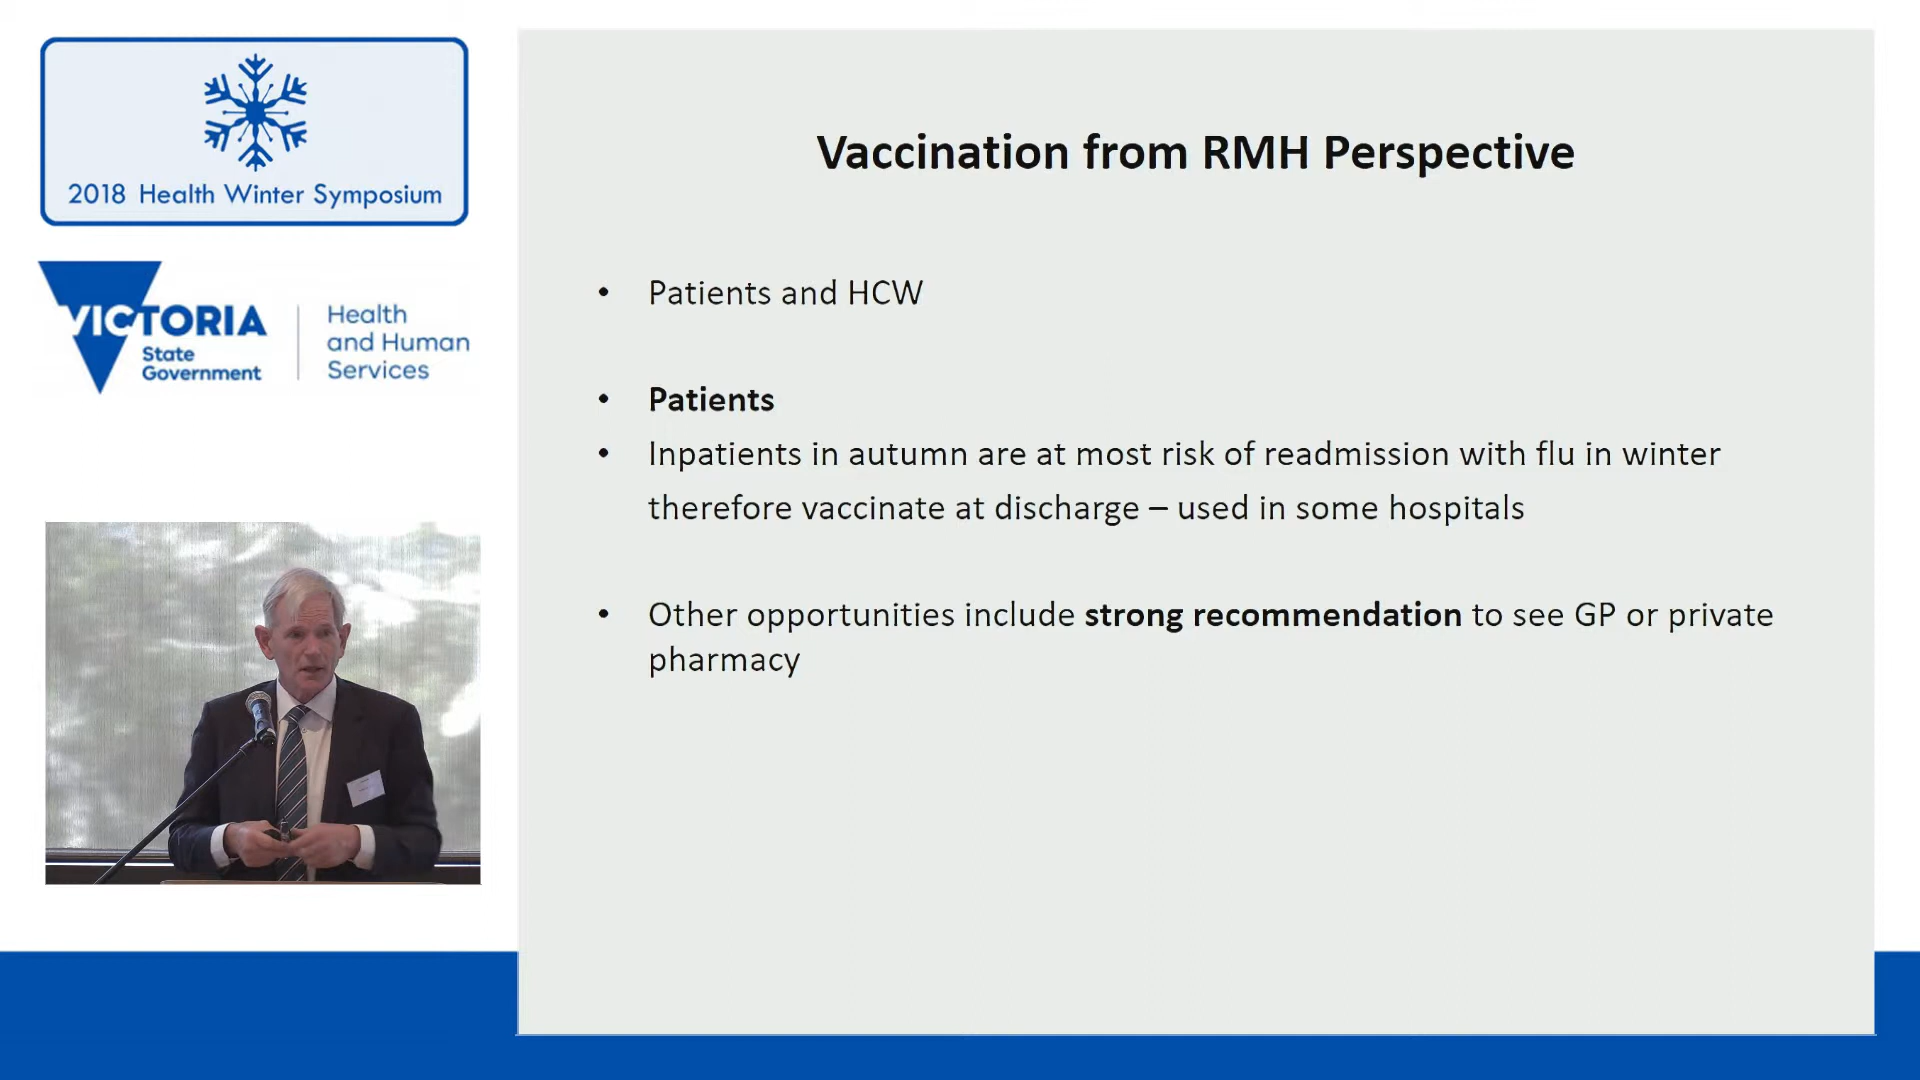 2018 Health Winter Symposium
VICTORIA
State
Government
Health
and Human
Services
Vaccination from RMH Perspective
• Patients and HCW
• Patients
• Inpatients in autumn are at most risk of readmission with flu in winter
therefore vaccinate at discharge – used in some hospitals
• Other opportunities include strong recommendation to see GP or private
pharmacy